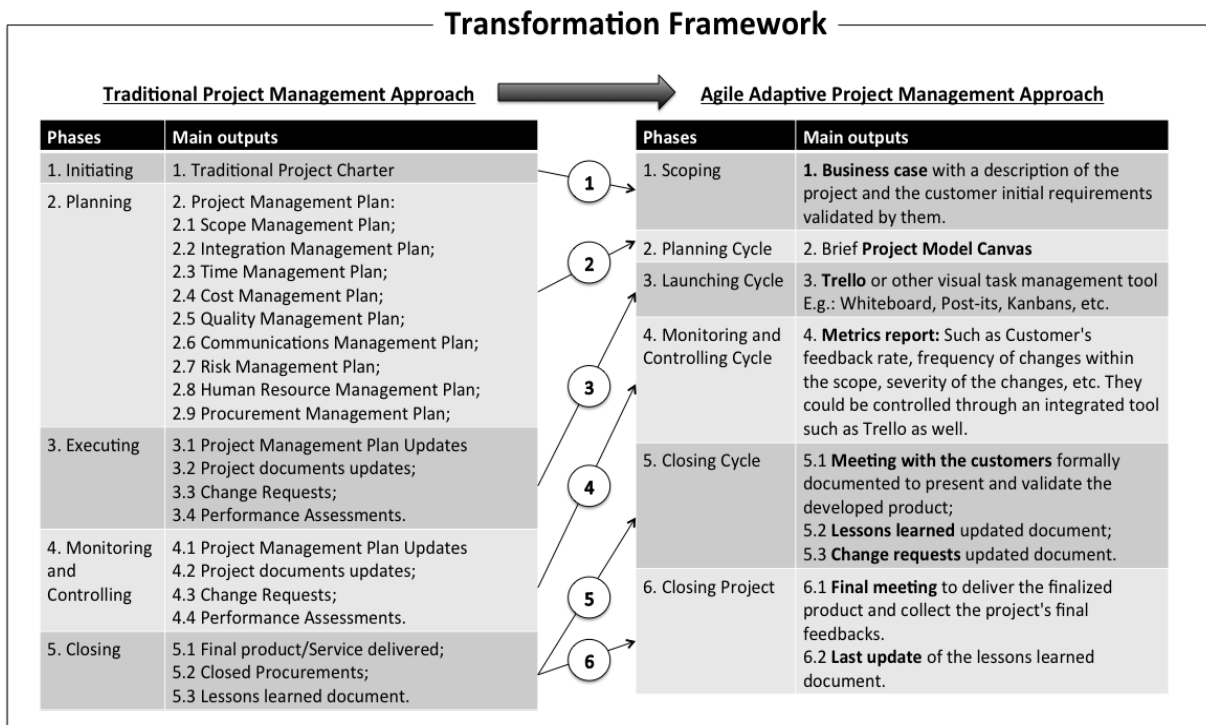 Transformation Framework
Traditional Project Management Approach
Phases Main outputs
1. Initiating 1. Traditional Project Charter
2. Planning 2. Project Management Plan:
2.1 Scope Management Plan;
2.2 Integration Management Plan;
2.3 Time Management Plan;
2.4 Cost Management Plan;
2.5 Quality Management Plan;
2.6 Communications Management Plan;
2.7 Risk Management Plan;
2.8 Human Resource Management Plan;
2.9 Procurement Management Plan;
3. Executing 3.1 Project Management Plan Updates
3.2 Project documents updates;
3.3 Change Requests;
3.4 Performance Assessments.
4. Monitoring 4.1 Project Management Plan Updates
and 4.2 Project documents updates;
Controlling 4.3 Change Requests;
4.4 Performance Assessments.
5. Closing 5.1 Final product/Service delivered;
5.2 Closed Procurements;
5.3 Lessons learned document.
1
2
3
4
5
6
Agile Adaptive Project Management Approach
Phases Main outputs
1. Scoping 1. Business case with a description of the
project and the customer initial requirements
validated by them.
2. Planning Cycle 2. Brief Project Model Canvas
3. Launching Cycle 3. Trello or other visual task management tool
E.g.: Whiteboard, Post-its, Kanbans, etc.
4. Monitoring and 4. Metrics report: Such as Customer's
Controlling Cycle feedback rate, frequency of changes within
the scope, severity of the changes, etc. They
could be controlled through an integrated tool
such as Trello as well.
5. Closing Cycle 5.1 Meeting with the customers formally
documented to present and validate the
developed product;
5.2 Lessons learned updated document;
5.3 Change requests updated document.
6. Closing Project 6.1 Final meeting to deliver the finalized
product and collect the project's final
feedbacks.
6.2 Last update of the lessons learned
document.